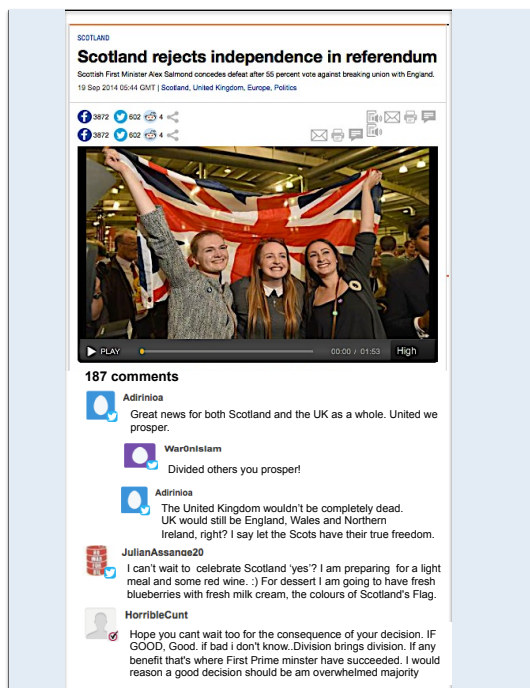 SCOTLAND
Scotland rejects independence in referendum
Scottish First Minister Alex Salmond concedes defeat after 55 percent vote against breaking union with England.
19 Sep 2014 05:44 GMT | Scotland, United Kingdom, Europe, Politics
3872 602 4
3872 602 4
PLAY 00:00 / 01:53 High
187 comments
Adirinioa
Great news for both Scotland and the UK as a whole. United we
prosper.
War0nIslam
Divided others you prosper!
Adirinioa
The United Kingdom wouldn't be completely dead.
UK would still be England, Wales and Northern
Ireland, right? I say let the Scots have their true freedom.
JulianAssange20
I can't wait to celebrate Scotland 'yes'? I am preparing for a light
meal and some red wine. :) For dessert I am going to have fresh
blueberries with fresh milk cream, the colours of Scotland's Flag.
HorribleCunt
Hope you cant wait too for the consequence of your decision. IF
GOOD, Good. if bad i don't know..Division brings division. If any
benefit that's where First Prime minster have succeeded. I would
reason a good decision should be am overwhelmed majority